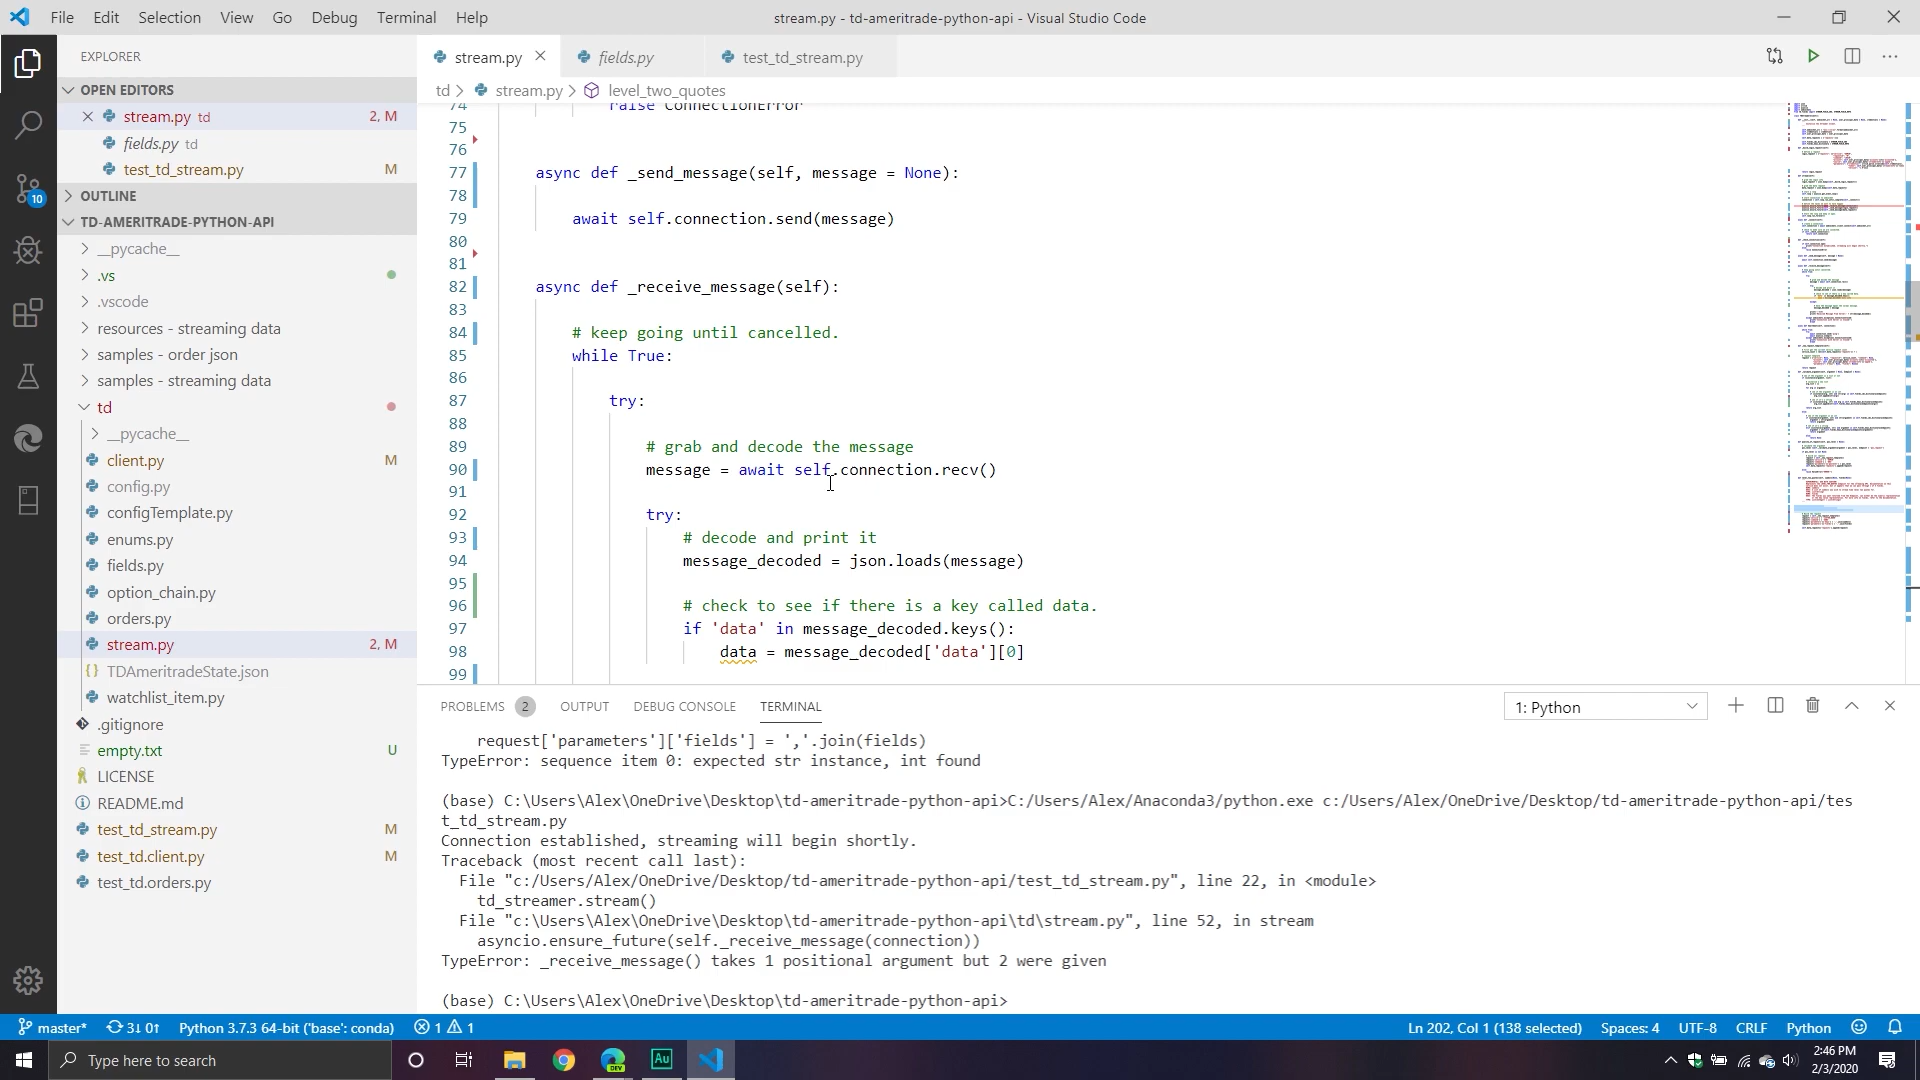 File Edit Selection View Go Debug Terminal Help
stream.py - td-ameritrade-python-api - Visual Studio Code
EXPLORER
OPEN EDITORS
stream.py td 2, M
fields.py td
test_td_stream.py M
OUTLINE
TD-AMERITRADE-PYTHON-API
__pycache__
.vs
.vscode
resources - streaming data
samples - order json
samples - streaming data
td
__pycache__
client.py M
config.py
configTemplate.py
enums.py
fields.py
option_chain.py
orders.py
stream.py 2, M
TDAmeritradeState.json
watchlist_item.py
.gitignore
empty.txt U
LICENSE
README.md
test_td_stream.py M
test_td.client.py M
test_td.orders.py
10
stream.py fields.py test_td_stream.py
td > stream.py > level_two_quotes
74 raise ConnectionError
75
76
77 async def _send_message(self, message = None):
78
79 await self.connection.send(message)
80
81
82 async def _receive_message(self):
83
84 # keep going until cancelled.
85 while True:
86
87 try:
88
89 # grab and decode the message
90 message = await self.connection.recv()
91
92 try:
93 # decode and print it
94 message_decoded = json.loads(message)
95
96 # check to see if there is a key called data.
97 if 'data' in message_decoded.keys():
98 data = message_decoded['data'][0]
99
PROBLEMS 2 OUTPUT DEBUG CONSOLE TERMINAL 1: Python
request['parameters']['fields'] = ','.join(fields)
TypeError: sequence item 0: expected str instance, int found
(base) C:\Users\Alex\OneDrive\Desktop\td-ameritrade-python-api>C:/Users/Alex/Anaconda3/python.exe c:/Users/Alex/OneDrive/Desktop/td-ameritrade-python-api/tes
t_td_stream.py
Connection established, streaming will begin shortly.
Traceback (most recent call last):
File "c:/Users/Alex/OneDrive/Desktop/td-ameritrade-python-api/test_td_stream.py", line 22, in <module>
td_streamer.stream()
File "c:\Users\Alex\OneDrive\Desktop\td-ameritrade-python-api\td\stream.py", line 52, in stream
asyncio.ensure_future(self._receive_message(connection))
TypeError: _receive_message() takes 1 positional argument but 2 were given
(base) C:\Users\Alex\OneDrive\Desktop\td-ameritrade-python-api>
master* 3↓ 0↑ Python 3.7.3 64-bit ('base': conda) 1 1 Ln 202, Col 1 (138 selected) Spaces: 4 UTF-8 CRLF Python
Type here to search
DEV
Au
2:46 PM
2/3/2020